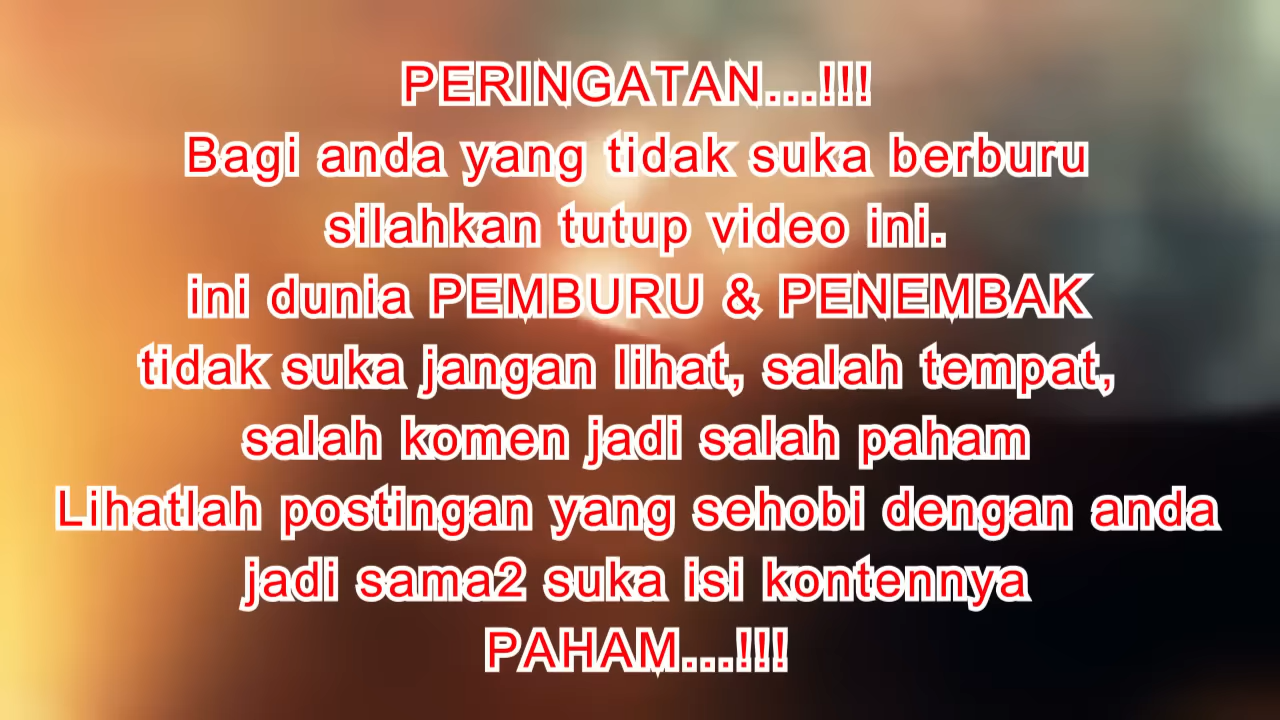 PERINGATAN...!!!
Bagi anda yang tidak suka berburu
silahkan tutup video ini.
ini dunia PEMBURU & PENEMBAK
tidak suka jangan lihat, salah tempat,
salah komen jadi salah paham
Lihatlah postingan yang sehobi dengan anda
jadi sama2 suka isi kontennya
PAHAM...!!!